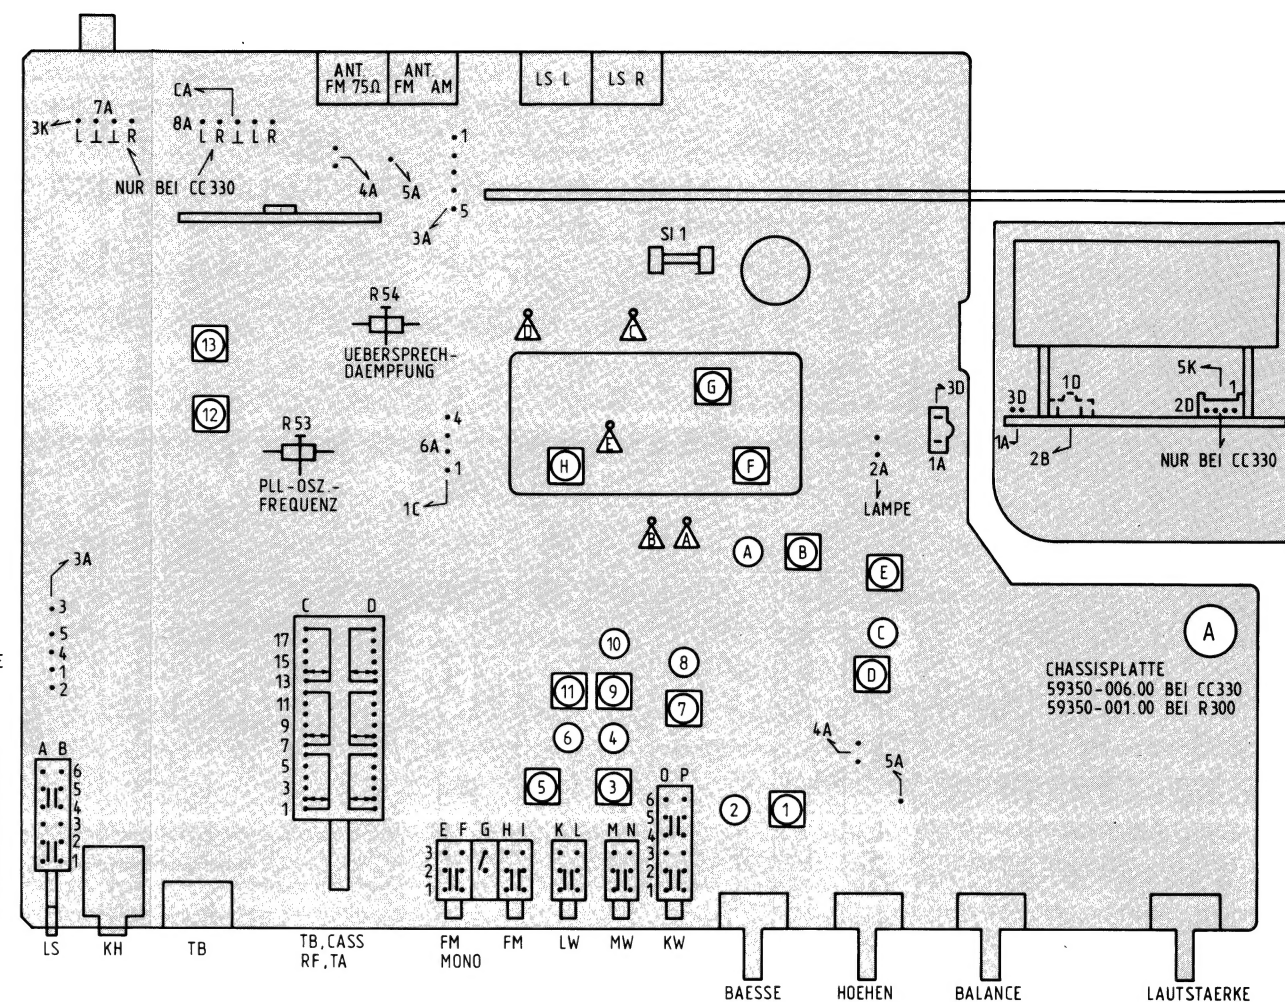 ANT.
FM 75Ω
ANT.
FM AM
LS L
LS R
CA
7A
3K
L ⊥ ⊥ R
8A
L R ⊥ L R
NUR BEI CC330
4A
5A
1
5
3A
SI 1
R54
UEBERSPRECH-
DAEMPFUNG
D
C
13
12
G
E
H
F
R53
PLL-OSZ.-
FREQUENZ
4
6A
1
1C
2A
LAMPE
3D
1A
5K
1
3D
1D
2D
1A
2B
NUR BEI CC330
B
A
A
B
E
C
D
3A
3
5
4
1
2
E
A
CHASSISPLATTE
59350-006.00 BEI CC330
59350-001.00 BEI R300
C D
17
15
13
11
9
7
5
3
1
10
8
11
9
7
6
4
5
3
2
1
4A
5A
A B
6
5
4
3
2
1
O P
6
5
4
3
2
1
E F G H I
3
2
1
K L
M N
LS
KH
TB
TB, CASS
RF, TA
FM
MONO
FM
LW
MW
KW
BAESSE
HOEHEN
BALANCE
LAUTSTAERKE